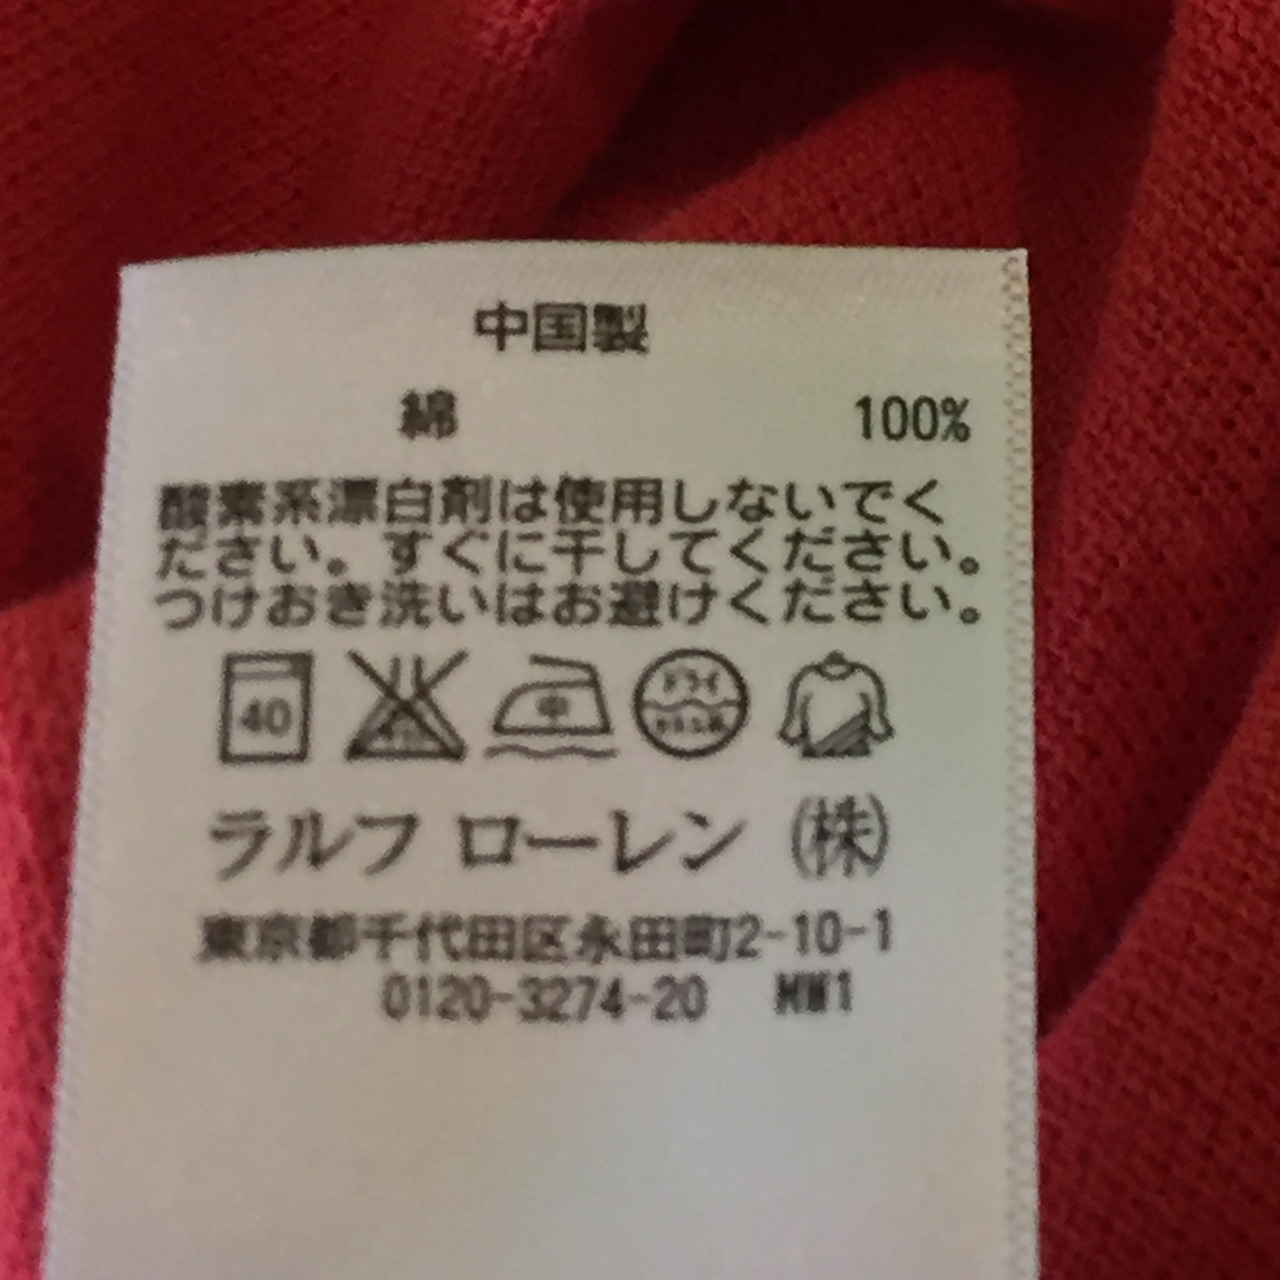 中国製
綿 100%
酸素系漂白剤は使用しないでく
ださい。すぐに干してください。
つけおき洗いはお避けください。
40 中 ドライ
ラルフ ローレン ㈱
東京都千代田区永田町2-10-1
0120-3274-20 MW1